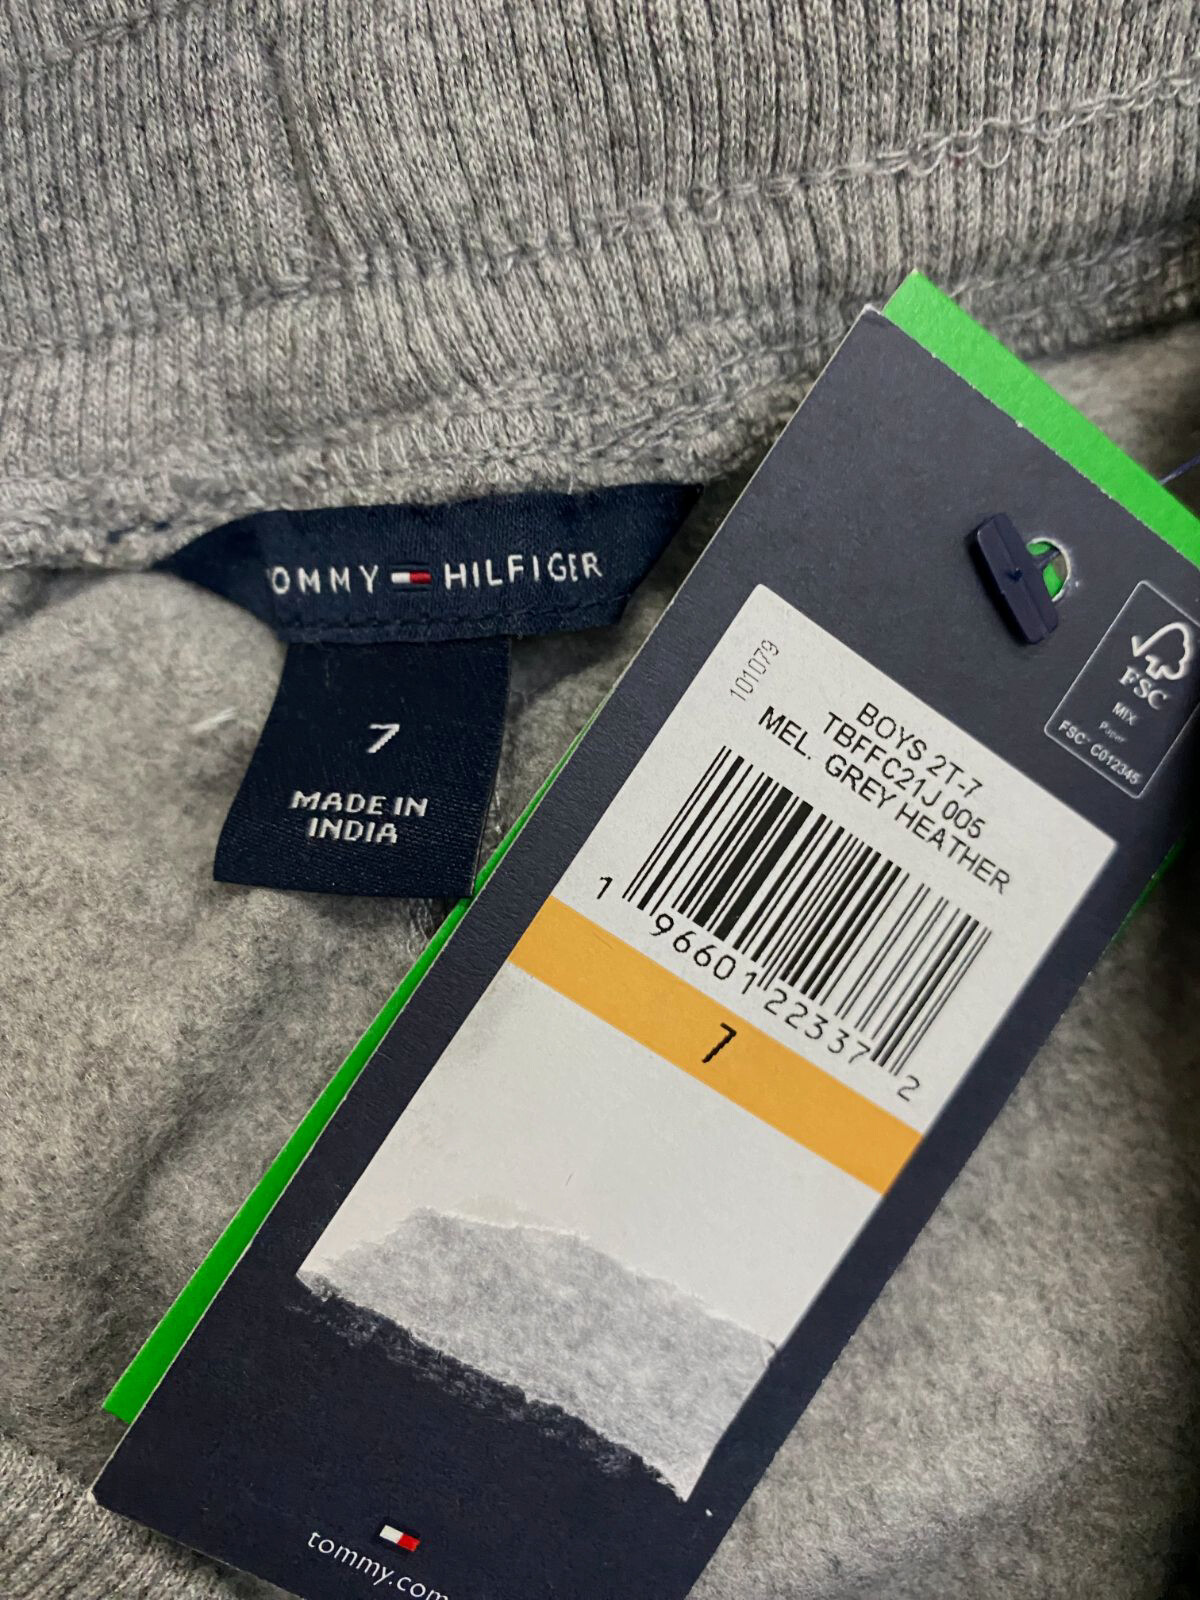 TOMMY HILFIGER
7
MADE IN
INDIA
101079
BOYS 2T-7
TBFFC21J 005
MEL. GREY HEATHER
1 96601 22337 2
7
FSC
MIX
Paper
FSC® C012345
tommy.com